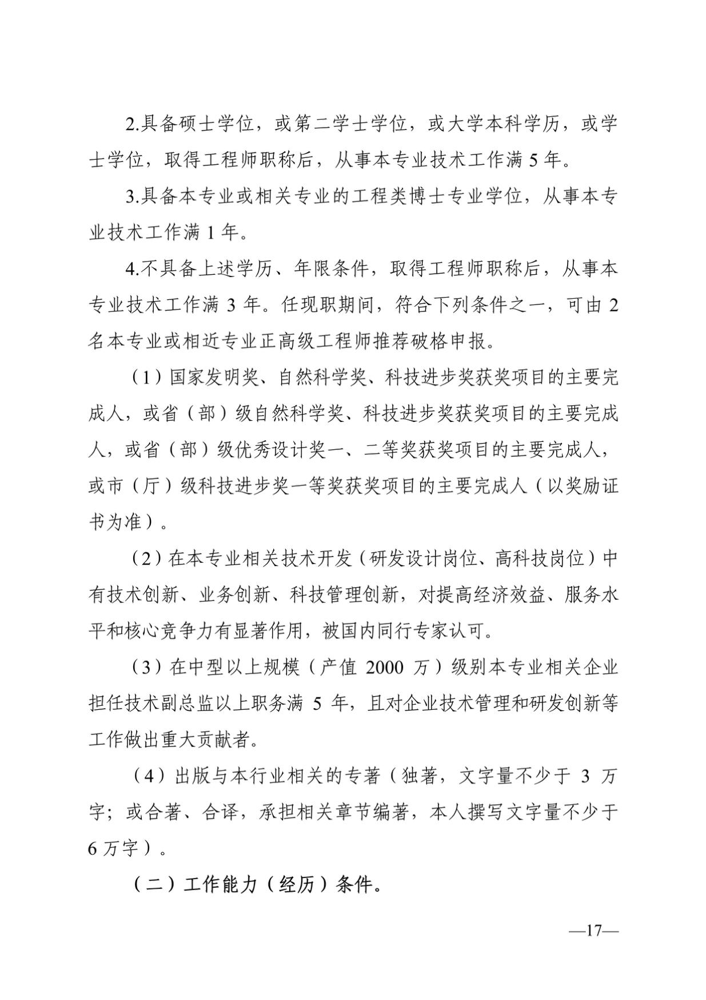 2.具备硕士学位，或第二学士学位，或大学本科学历，或学
士学位，取得工程师职称后，从事本专业技术工作满 5 年。
3.具备本专业或相关专业的工程类博士专业学位，从事本专
业技术工作满 1 年。
4.不具备上述学历、年限条件，取得工程师职称后，从事本
专业技术工作满 3 年。任现职期间，符合下列条件之一，可由 2
名本专业或相近专业正高级工程师推荐破格申报。
（1）国家发明奖、自然科学奖、科技进步奖获奖项目的主要完
成人，或省（部）级自然科学奖、科技进步奖获奖项目的主要完成
人，或省（部）级优秀设计奖一、二等奖获奖项目的主要完成人，
或市（厅）级科技进步奖一等奖获奖项目的主要完成人（以奖励证
书为准）。
（2）在本专业相关技术开发（研发设计岗位、高科技岗位）中
有技术创新、业务创新、科技管理创新，对提高经济效益、服务水
平和核心竞争力有显著作用，被国内同行专家认可。
（3）在中型以上规模（产值 2000 万）级别本专业相关企业
担任技术副总监以上职务满 5 年，且对企业技术管理和研发创新等
工作做出重大贡献者。
（4）出版与本行业相关的专著（独著，文字量不少于 3 万
字；或合著、合译，承担相关章节编著，本人撰写文字量不少于
6 万字）。
（二）工作能力（经历）条件。
—17—